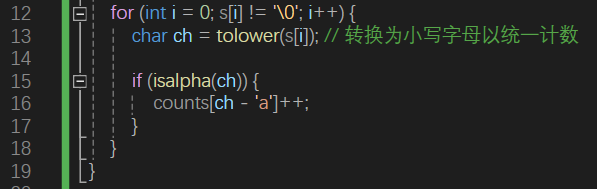 12 for (int i = 0; s[i] != '\0'; i++) {
13 char ch = tolower(s[i]); // 转换为小写字母以统一计数
14
15 if (isalpha(ch)) {
16 counts[ch - 'a']++;
17 }
18 }
19 }